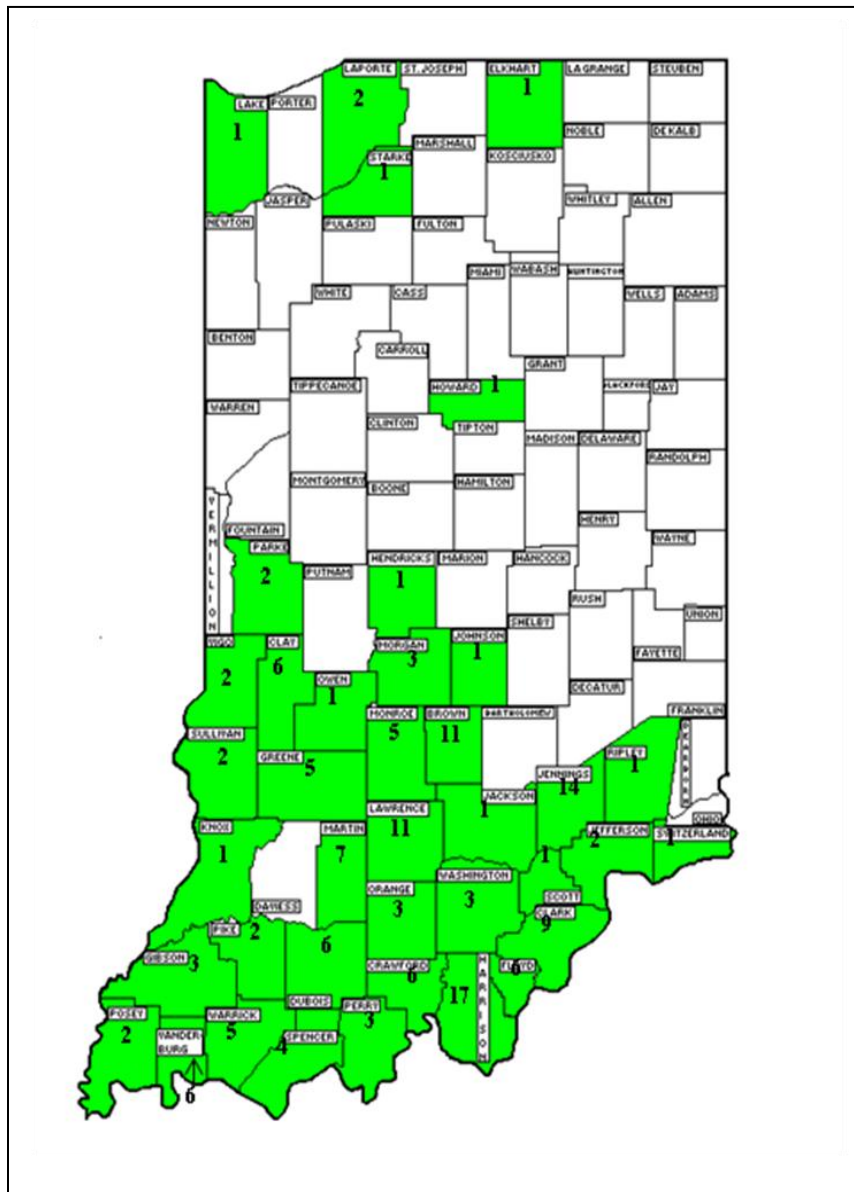 LAPORTE
ST. JOSEPH
ELKHART
LAGRANGE
STEUBEN
2
1
LAKE
PORTER
1
NOBLE
DEKALB
MARSHALL
STARKE
1
KOSCIUSKO
JASPER
WHITLEY
ALLEN
NEWTON
PULASKI
FULTON
MIAMI
WABASH
HUNTINGTON
WHITE
CASS
WELLS
ADAMS
BENTON
CARROLL
GRANT
TIPPECANOE
HOWARD
1
BLACKFORD
JAY
WARREN
CLINTON
TIPTON
MADISON
DELAWARE
RANDOLPH
MONTGOMERY
BOONE
HAMILTON
VERMILLION
HENRY
FOUNTAIN
WAYNE
PARKE
2
PUTNAM
HENDRICKS
1
MARION
HANCOCK
RUSH
UNION
SHELBY
VIGO
2
CLAY
6
MORGAN
3
JOHNSON
1
FAYETTE
OWEN
1
DECATUR
MONROE
5
BROWN
11
BARTHOLOMEW
FRANKLIN
SULLIVAN
2
DEARBORN
GREENE
5
RIPLEY
1
JENNINGS
14
JACKSON
1
LAWRENCE
11
OHIO
KNOX
1
MARTIN
7
JEFFERSON
2
SWITZERLAND
1
1
WASHINGTON
3
ORANGE
3
SCOTT
DAVIESS
CLARK
9
PIKE
2
6
GIBSON
3
CRAWFORD
6
HARRISON
17
FLOYD
6
DUBOIS
PERRY
3
POSEY
2
WARRICK
5
SPENCER
4
VANDER-
BURG
6